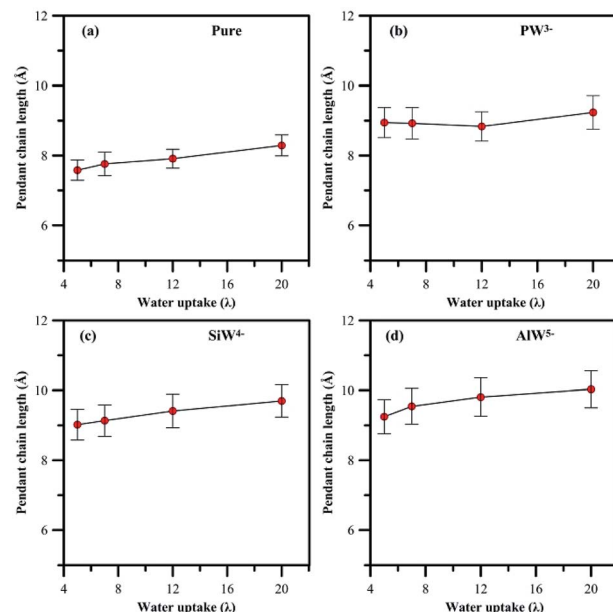 12
(a)
Pure
Pendant chain length (Å)
10
8
6
4
8
12
16
20
Water uptake (λ)
12
(b)
PW³⁻
Pendant chain length (Å)
10
8
6
4
8
12
16
20
Water uptake (λ)
12
(c)
SiW⁴⁻
Pendant chain length (Å)
10
8
6
4
8
12
16
20
Water uptake (λ)
12
(d)
AlW⁵⁻
Pendant chain length (Å)
10
8
6
4
8
12
16
20
Water uptake (λ)